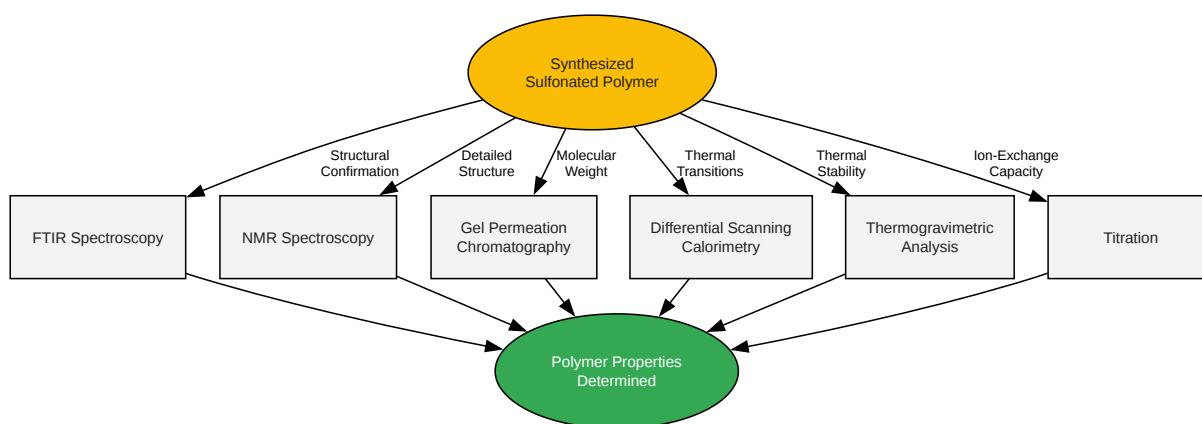 Synthesized
Sulfonated Polymer
Structural
Confirmation
Detailed
Structure
Molecular
Weight
Thermal
Transitions
Thermal
Stability
Ion-Exchange
Capacity
FTIR Spectroscopy
NMR Spectroscopy
Gel Permeation
Chromatography
Differential Scanning
Calorimetry
Thermogravimetric
Analysis
Titration
Polymer Properties
Determined